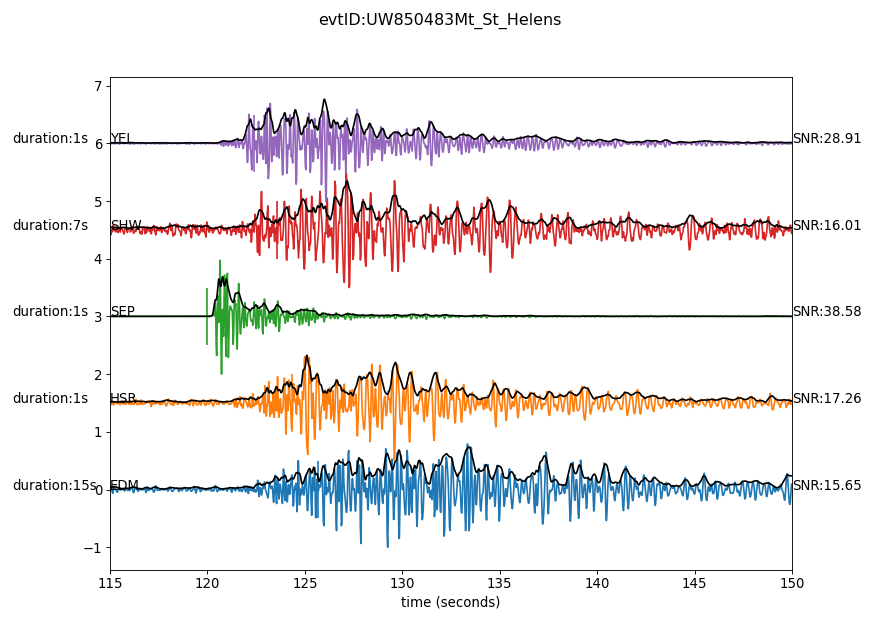 evtID:UW850483Mt_St_Helens
7
duration:1s YEL 6 SNR:28.91
5
duration:7s SHW SNR:16.01
4
duration:1s SEP 3 SNR:38.58
2
duration:1s HSR SNR:17.26
1
duration:15s 0 EDM SNR:15.65
−1
115 120 125 130 135 140 145 150
time (seconds)